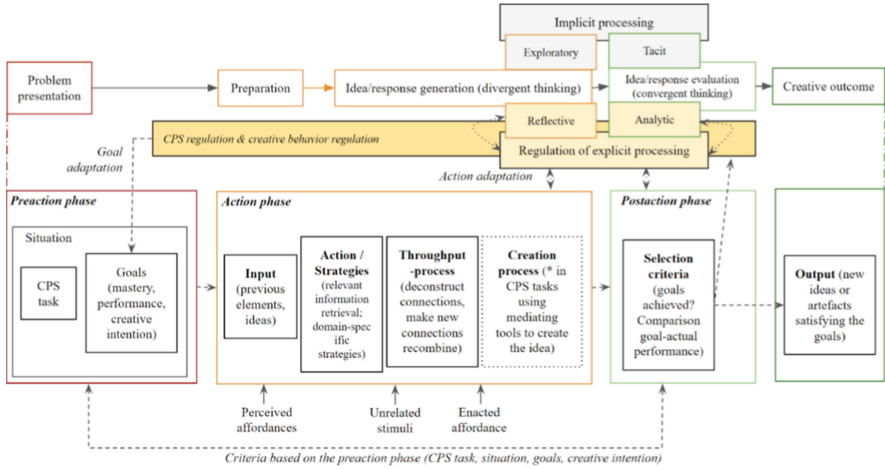 Implicit processing
Exploratory
Tacit
Problem
presentation
Preparation
Idea/response generation (divergent thinking)
Idea/response evaluation
(convergent thinking)
Creative outcome
Reflective
Analytic
CPS regulation & creative behavior regulation
Regulation of explicit processing
Goal
adaptation
Action adaptation
Preaction phase
Situation
CPS
task
Goals
(mastery,
performance,
creative
intention)
Action phase
Input
(previous
elements,
ideas)
Action /
Strategies
(relevant
information
retrieval;
domain-spec
ific
strategies)
Throughput
-process
(deconstruct
connections,
make new
connections
recombine)
Creation
process (* in
CPS tasks
using
mediating
tools to create
the idea)
Postaction phase
Selection
criteria
(goals
achieved?
Comparison
goal-actual
performance)
Output (new
ideas or
artefacts
satisfying the
goals)
Perceived
affordances
Unrelated
stimuli
Enacted
affordance
Criteria based on the preaction phase (CPS task, situation, goals, creative intention)